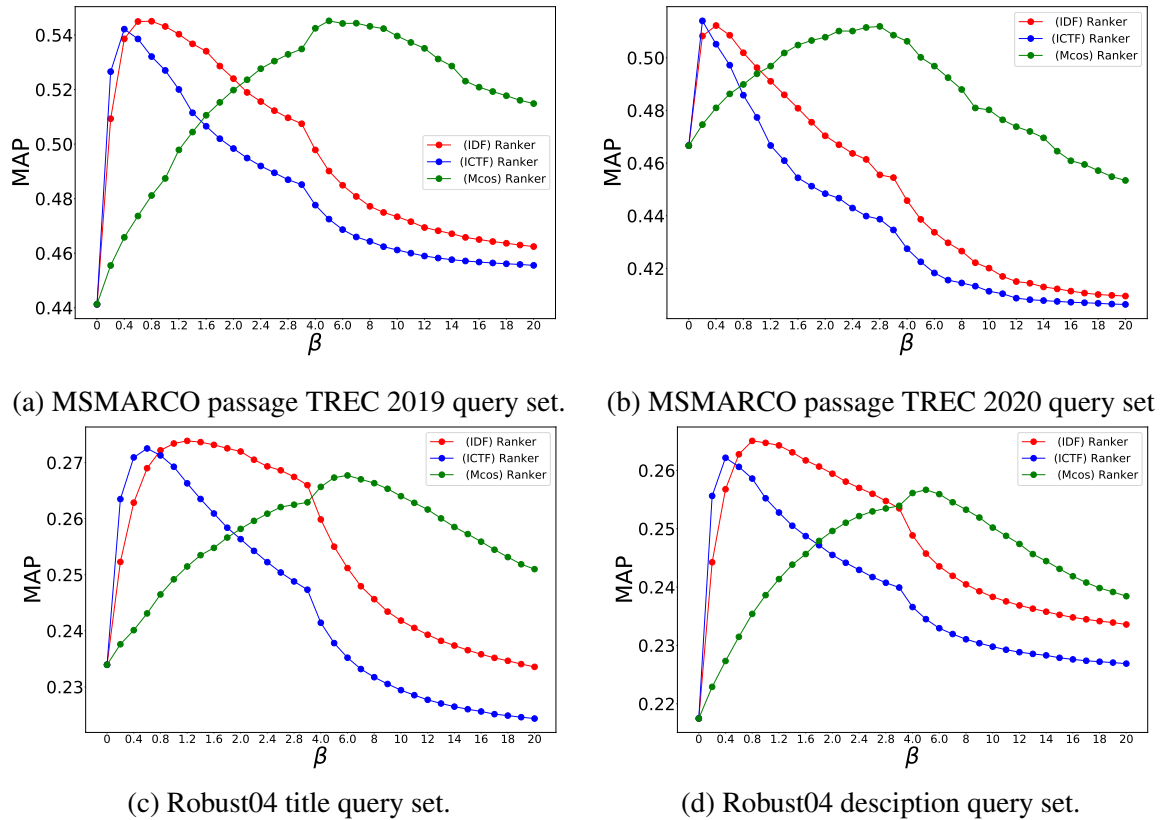 0.54
0.52
0.50
0.48
0.46
0.44
MAP
(IDF) Ranker
(ICTF) Ranker
(Mcos) Ranker
0 0.4 0.8 1.2 1.6 2.0 2.4 2.8 4.0 6.0 8.0 10 12 14 16 18 20
β
(a) MSMARCO passage TREC 2019 query set.
0.50
0.48
0.46
0.44
0.42
MAP
(IDF) Ranker
(ICTF) Ranker
(Mcos) Ranker
0 0.4 0.8 1.2 1.6 2.0 2.4 2.8 4.0 6.0 8.0 10 12 14 16 18 20
β
(b) MSMARCO passage TREC 2020 query set
0.27
0.26
0.25
0.24
0.23
MAP
(IDF) Ranker
(ICTF) Ranker
(Mcos) Ranker
0 0.4 0.8 1.2 1.6 2.0 2.4 2.8 4.0 6.0 8.0 10 12 14 16 18 20
β
(c) Robust04 title query set.
0.26
0.25
0.24
0.23
0.22
MAP
(IDF) Ranker
(ICTF) Ranker
(Mcos) Ranker
0 0.4 0.8 1.2 1.6 2.0 2.4 2.8 4.0 6.0 8.0 10 12 14 16 18 20
β
(d) Robust04 desciption query set.